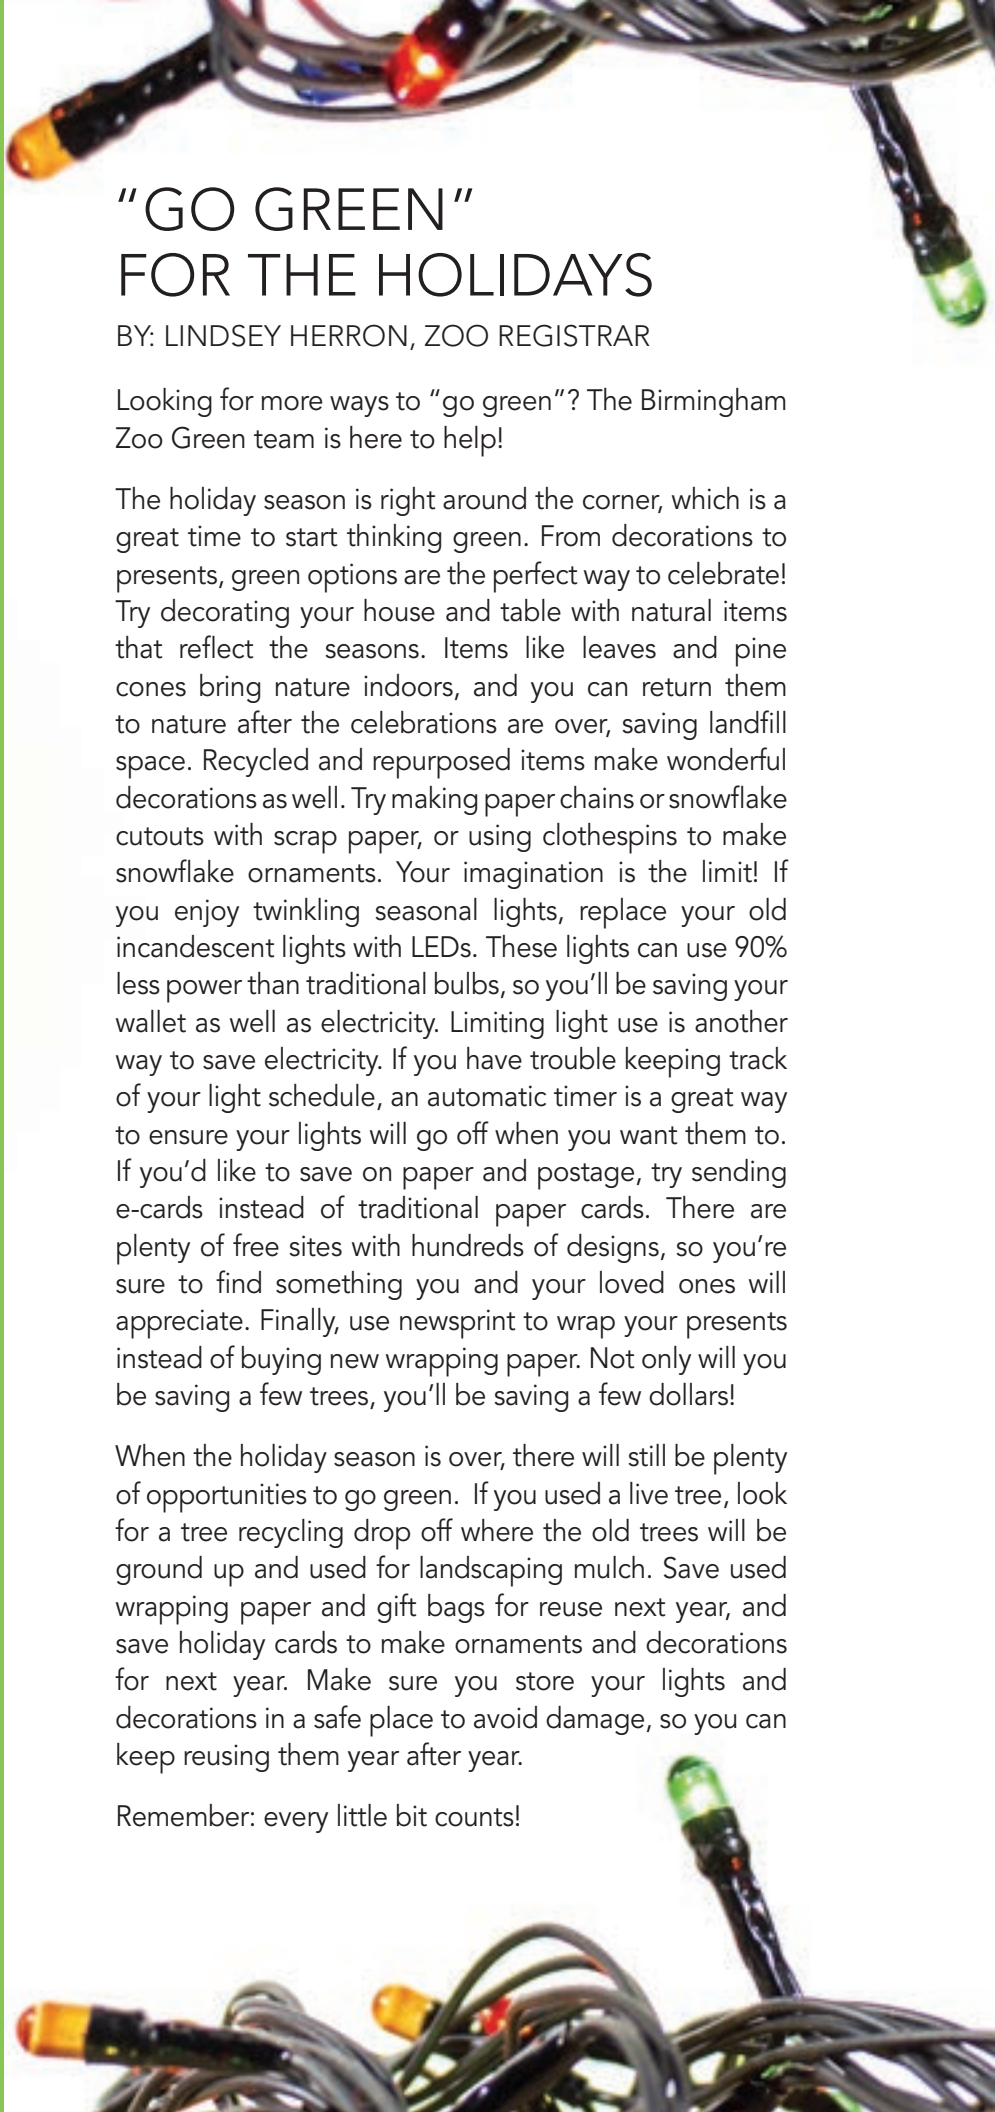 “GO GREEN”
FOR THE HOLIDAYS
BY: LINDSEY HERRON, ZOO REGISTRAR
Looking for more ways to “go green”? The Birmingham
Zoo Green team is here to help!
The holiday season is right around the corner, which is a
great time to start thinking green. From decorations to
presents, green options are the perfect way to celebrate!
Try decorating your house and table with natural items
that reflect the seasons. Items like leaves and pine
cones bring nature indoors, and you can return them
to nature after the celebrations are over, saving landfill
space. Recycled and repurposed items make wonderful
decorations as well. Try making paper chains or snowflake
cutouts with scrap paper, or using clothespins to make
snowflake ornaments. Your imagination is the limit! If
you enjoy twinkling seasonal lights, replace your old
incandescent lights with LEDs. These lights can use 90%
less power than traditional bulbs, so you’ll be saving your
wallet as well as electricity. Limiting light use is another
way to save electricity. If you have trouble keeping track
of your light schedule, an automatic timer is a great way
to ensure your lights will go off when you want them to.
If you’d like to save on paper and postage, try sending
e-cards instead of traditional paper cards. There are
plenty of free sites with hundreds of designs, so you’re
sure to find something you and your loved ones will
appreciate. Finally, use newsprint to wrap your presents
instead of buying new wrapping paper. Not only will you
be saving a few trees, you’ll be saving a few dollars!
When the holiday season is over, there will still be plenty
of opportunities to go green.  If you used a live tree, look
for a tree recycling drop off where the old trees will be
ground up and used for landscaping mulch. Save used
wrapping paper and gift bags for reuse next year, and
save holiday cards to make ornaments and decorations
for next year. Make sure you store your lights and
decorations in a safe place to avoid damage, so you can
keep reusing them year after year.
Remember: every little bit counts!